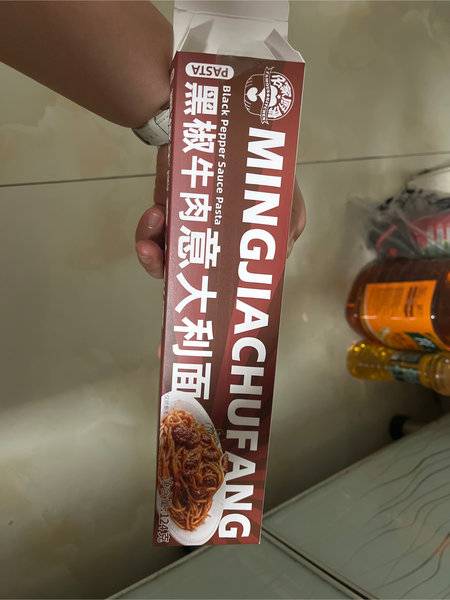 MINGJIACHUFANG
PASTA
Black Pepper Sauce Pasta
黑椒牛肉意大利面